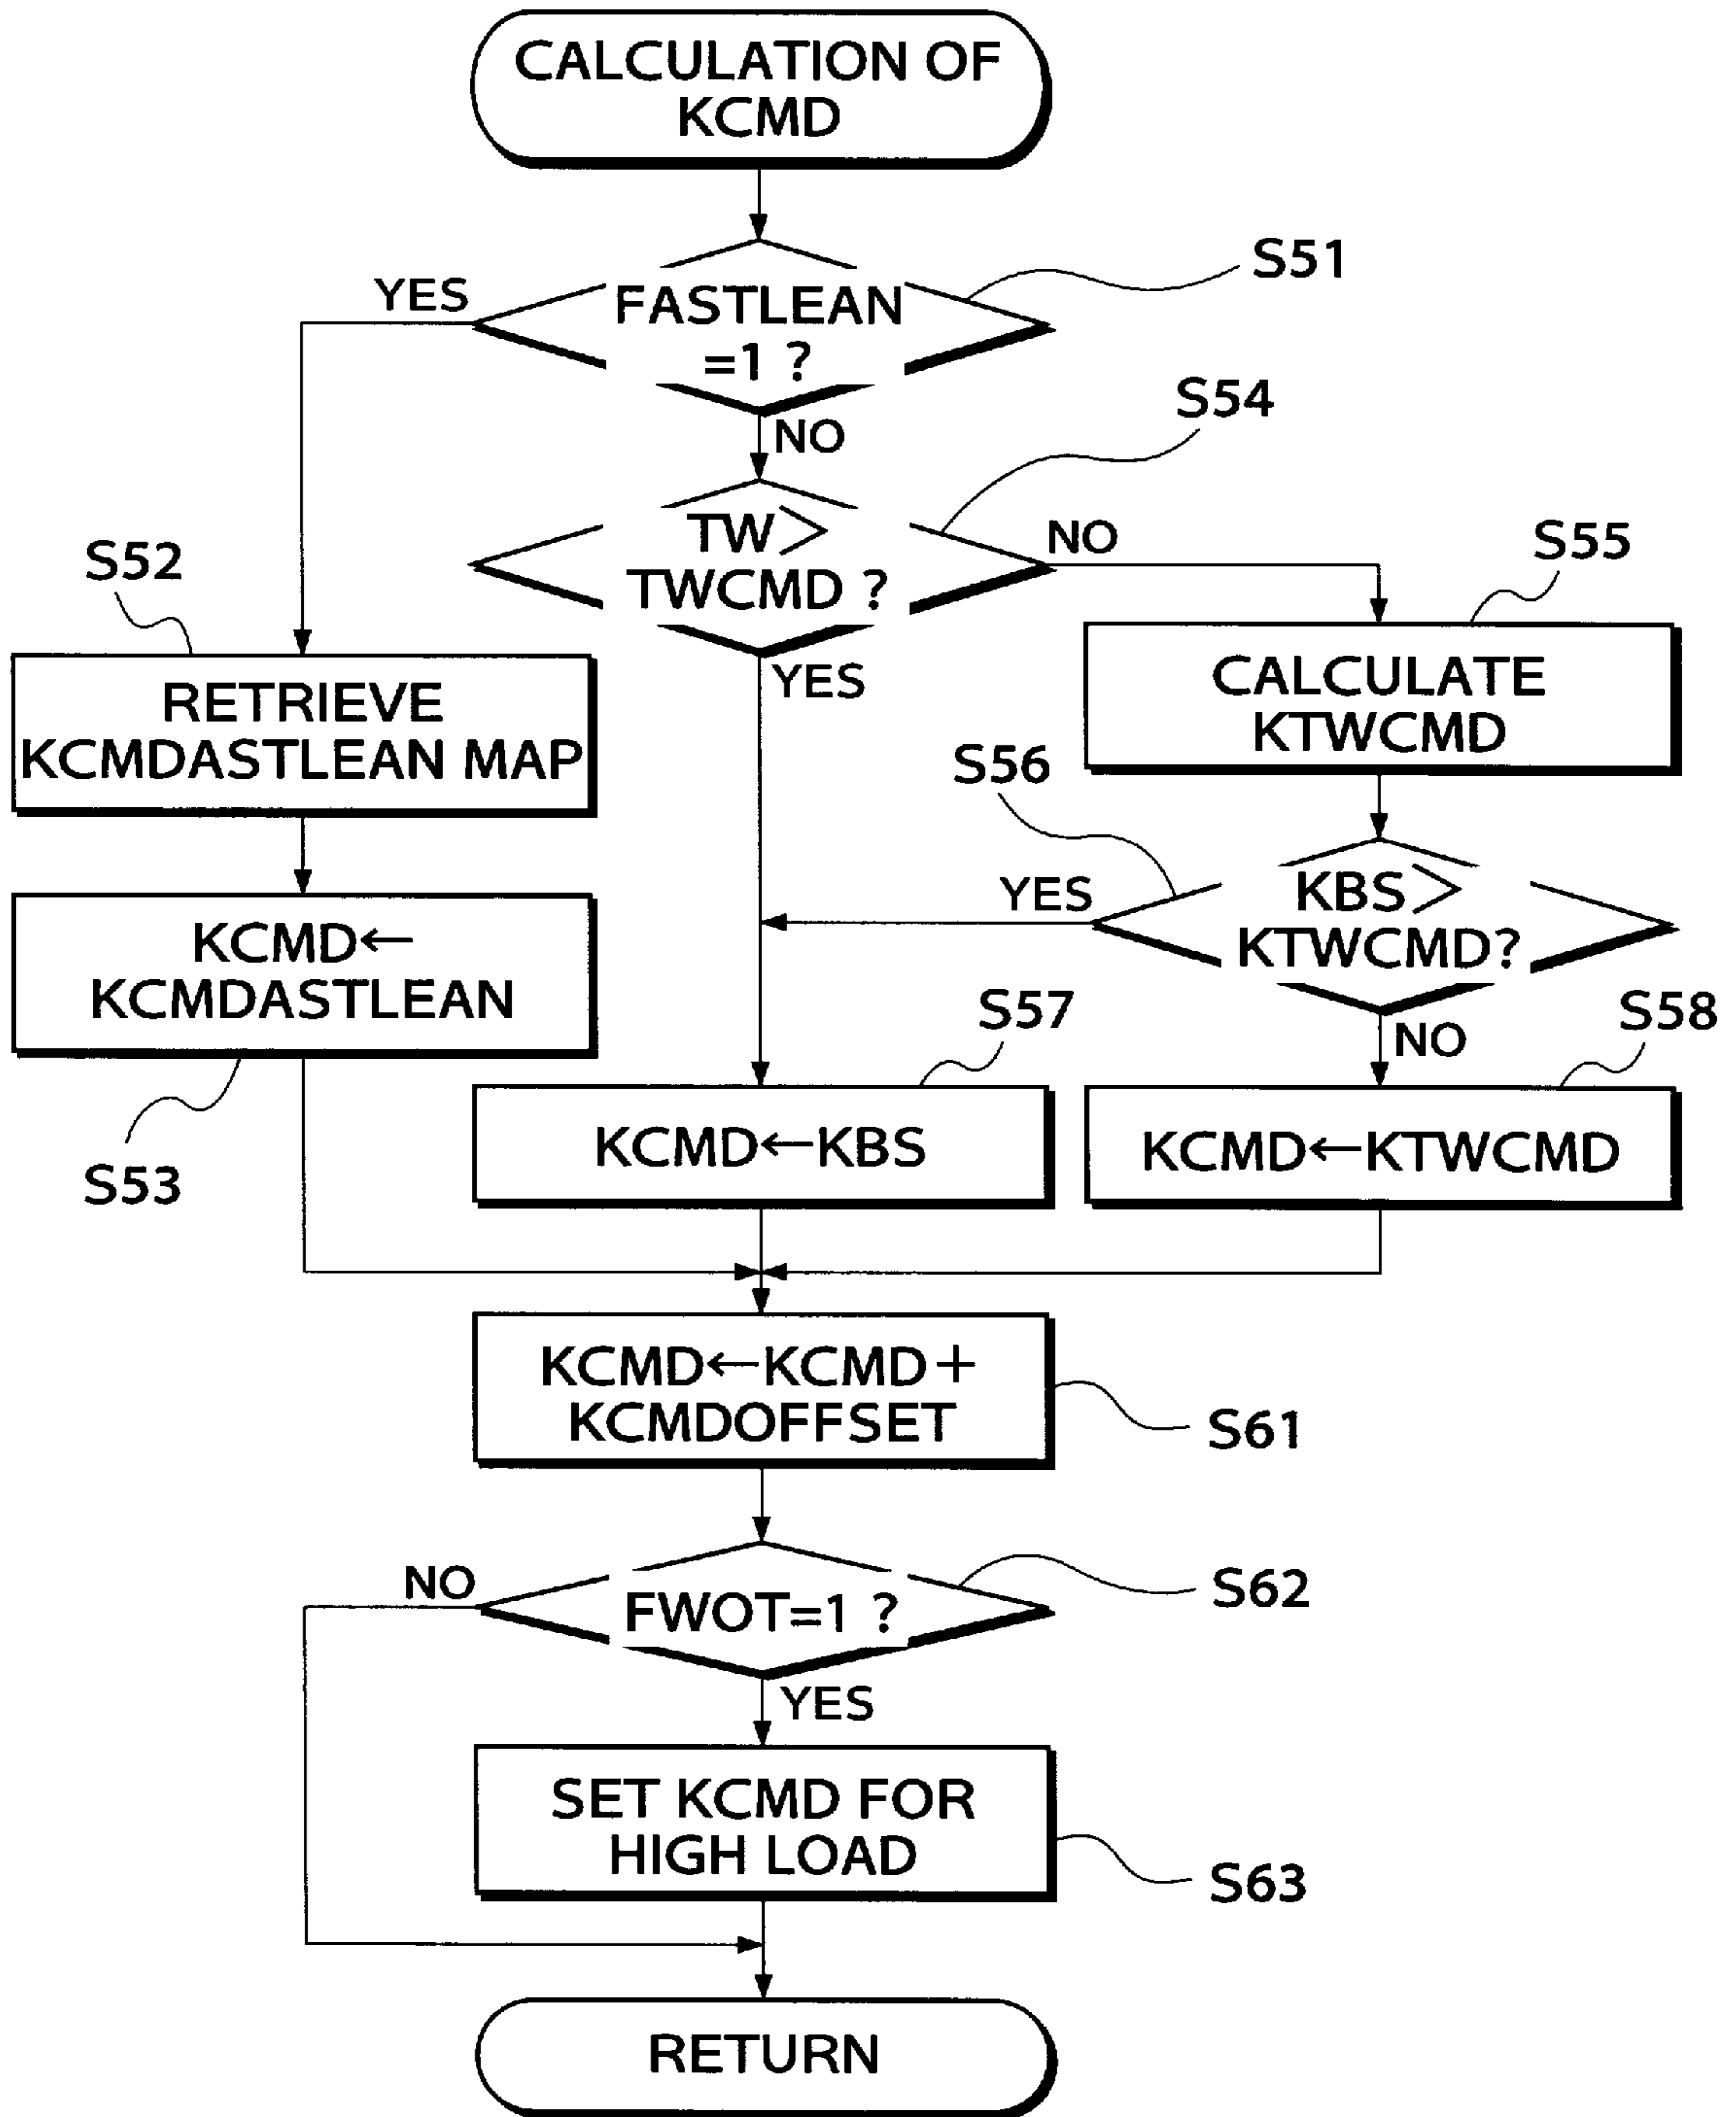 CALCULATION OF
KCMD
S51
YES
FASTLEAN
=1 ?
NO
S54
TW>
TWCMD ?
NO
YES
S52
RETRIEVE
KCMDASTLEAN MAP
S55
CALCULATE
KTWCMD
S56
YES
KBS>
KTWCMD?
NO
KCMD←
KCMDASTLEAN
S53
S57
KCMD←KBS
S58
KCMD←KTWCMD
KCMD←KCMD+
KCMDOFFSET
S61
NO
FWOT=1 ?
S62
YES
SET KCMD FOR
HIGH LOAD
S63
RETURN